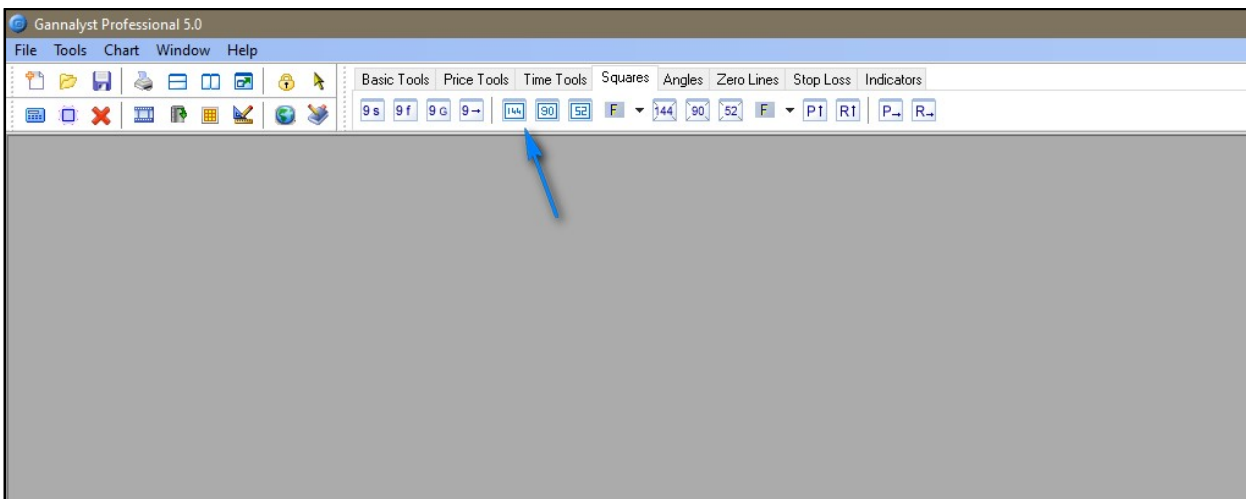 Gannalyst Professional 5.0
File Tools Chart Window Help
Basic Tools Price Tools Time Tools Squares Angles Zero Lines Stop Loss Indicators
9s 9f 9G 9→ 144 90 52 F 144 90 52 F P↑ R↑ P→ R→